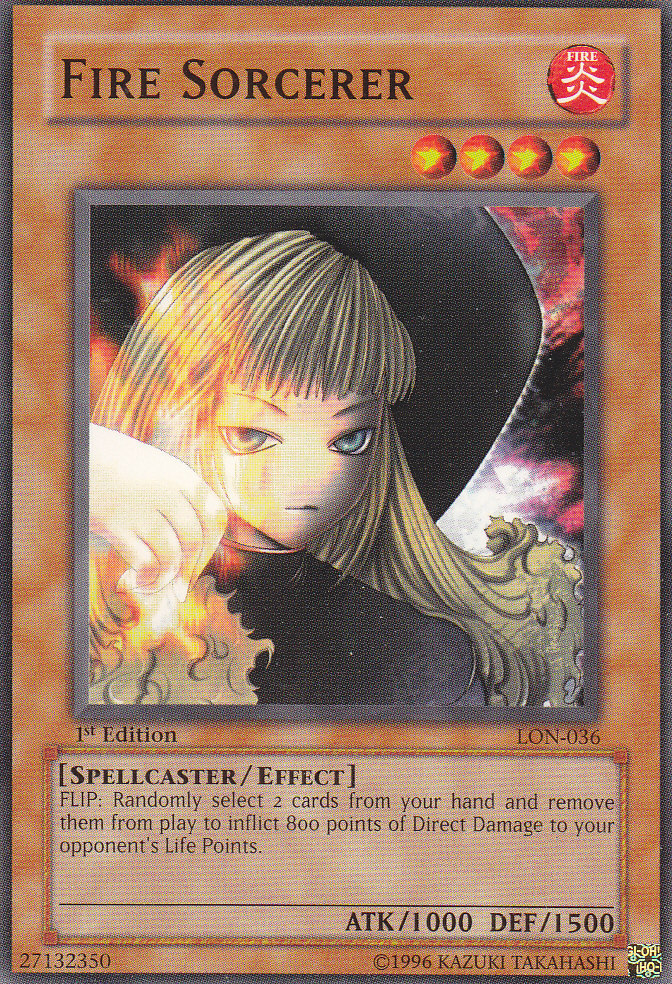 FIRE SORCERER
FIRE
炎
1st Edition
LON-036
[SPELLCASTER/EFFECT]
FLIP: Randomly select 2 cards from your hand and remove
them from play to inflict 800 points of Direct Damage to your
opponent's Life Points.
ATK/1000 DEF/1500
27132350
©1996 KAZUKI TAKAHASHI